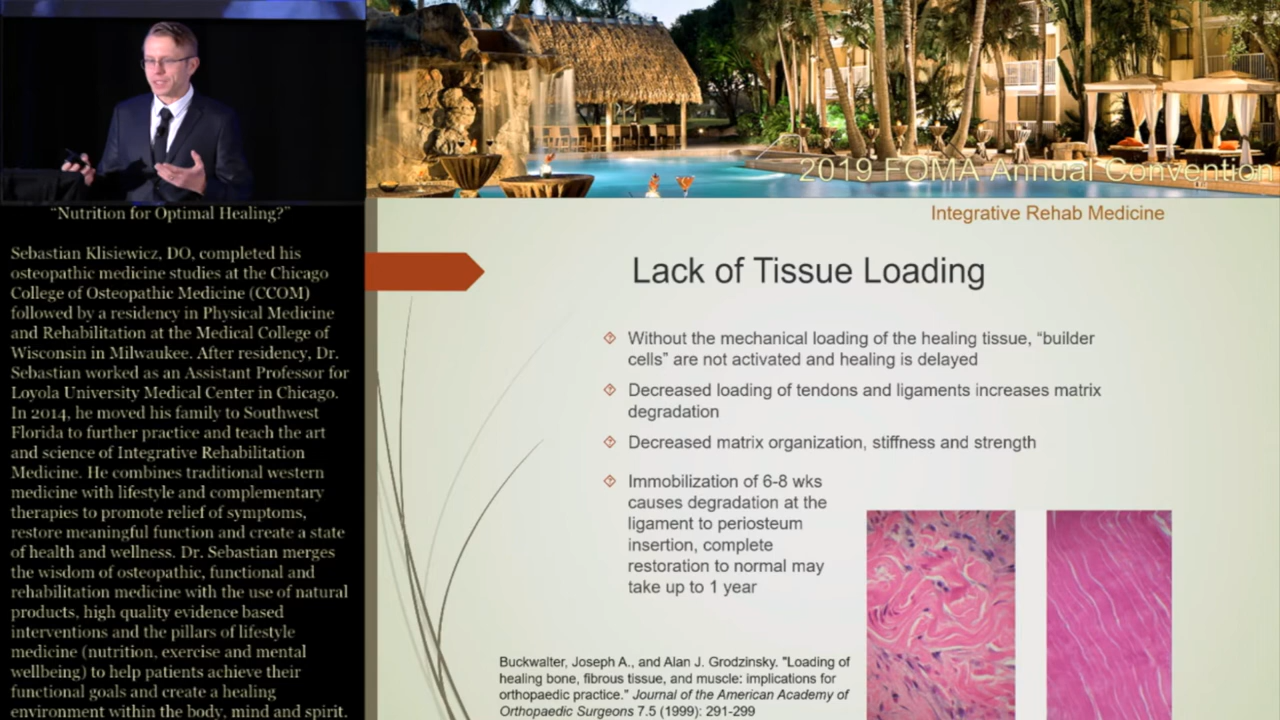 2019 FOMA Annual Convention
"Nutrition for Optimal Healing?"
Sebastian Klisiewicz, DO, completed his
osteopathic medicine studies at the Chicago
College of Osteopathic Medicine (CCOM)
followed by a residency in Physical Medicine
and Rehabilitation at the Medical College of
Wisconsin in Milwaukee. After residency, Dr.
Sebastian worked as an Assistant Professor for
Loyola University Medical Center in Chicago.
In 2014, he moved his family to Southwest
Florida to further practice and teach the art
and science of Integrative Rehabilitation
Medicine. He combines traditional western
medicine with lifestyle and complementary
therapies to promote relief of symptoms,
restore meaningful function and create a state
of health and wellness. Dr. Sebastian merges
the wisdom of osteopathic, functional and
rehabilitation medicine with the use of natural
products, high quality evidence based
interventions and the pillars of lifestyle
medicine (nutrition, exercise and mental
wellbeing) to help patients achieve their
functional goals and create a healing
environment within the body, mind and spirit.
Integrative Rehab Medicine
Lack of Tissue Loading
Without the mechanical loading of the healing tissue, “builder
cells” are not activated and healing is delayed
Decreased loading of tendons and ligaments increases matrix
degradation
Decreased matrix organization, stiffness and strength
Immobilization of 6-8 wks
causes degradation at the
ligament to periosteum
insertion, complete
restoration to normal may
take up to 1 year
Buckwalter, Joseph A., and Alan J. Grodzinsky. "Loading of
healing bone, fibrous tissue, and muscle: implications for
orthopaedic practice." Journal of the American Academy of
Orthopaedic Surgeons 7.5 (1999): 291-299